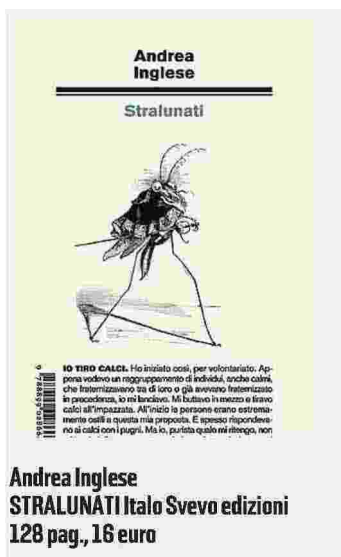 Andrea
Inglese
Stralunati
IO TIRO CALCI. Ho iniziato così, per volontariato. Ap-
pena vedevo un raggruppamento di individui, anche calmi,
che fraternizzavano tra di loro o già avevano fraternizzato
in precedenza, io mi lanciavo. Mi buttavo in mezzo e tiravo
calci all'impazzata. All'inizio le persone erano estrema-
mente ostili a questa mia proposta. E spesso rispondeva-
no ai calci con i pugni. Ma io, purista quale mi ritengo, non
Andrea Inglese
STRALUNATI Italo Svevo edizioni
128 pag., 16 euro